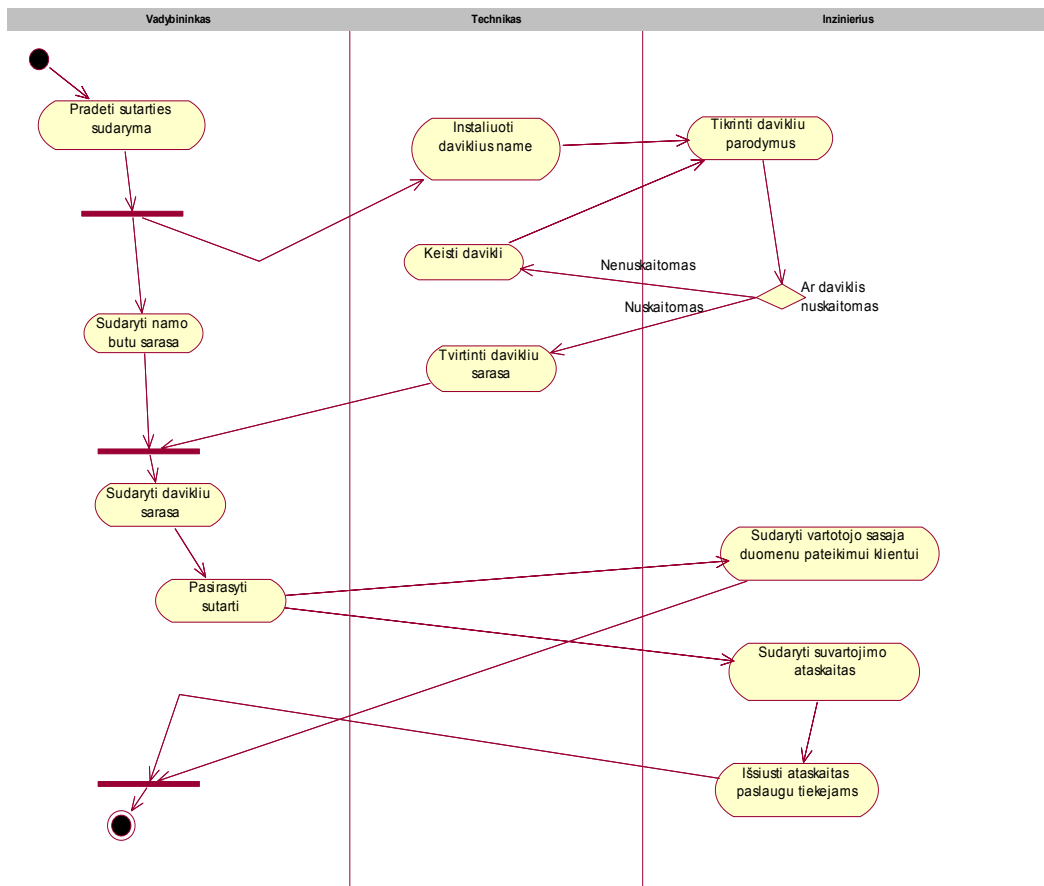 Vadybininkas
Technikas
Inzinierius
Pradeti sutarties
sudaryma
Instaliuoti
daviklius name
Tikrinti davikliu
parodymus
Keisti davikli
Nenuskaitomas
Ar daviklis
nuskaitomas
Nuskaitomas
Sudaryti namo
butu sarasa
Tvirtinti davikliu
sarasa
Sudaryti davikliu
sarasa
Sudaryti vartotojo sasaja
duomenu pateikimui klientui
Pasirasyti
sutarti
Sudaryti suvartojimo
ataskaitas
Išsiusti ataskaitas
paslaugu tiekejams